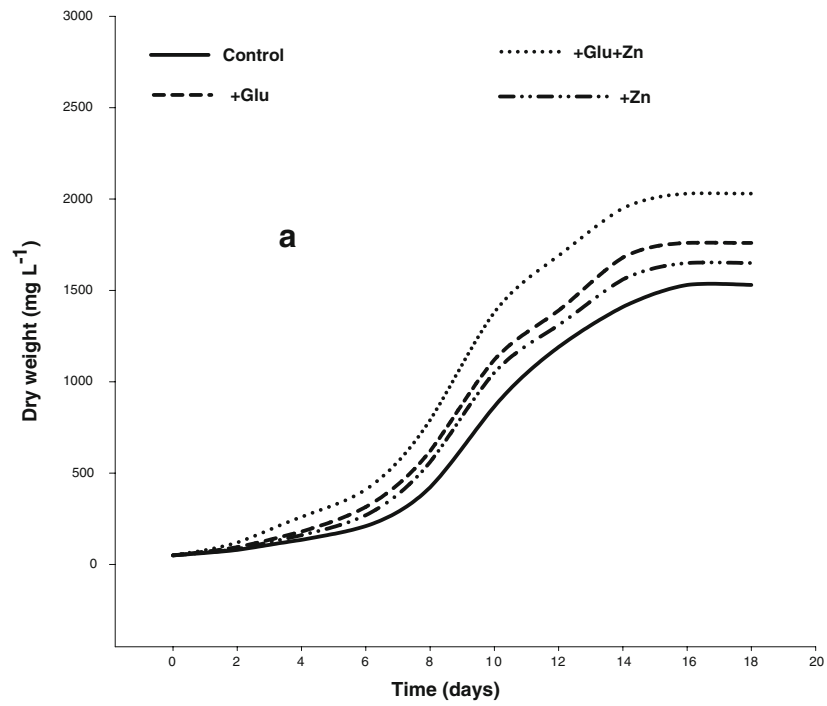 3000
Control
+Glu+Zn
+Glu
+Zn
2500
2000
a
1500
1000
500
0
Dry weight (mg L-1)
0 2 4 6 8 10 12 14 16 18 20
Time (days)